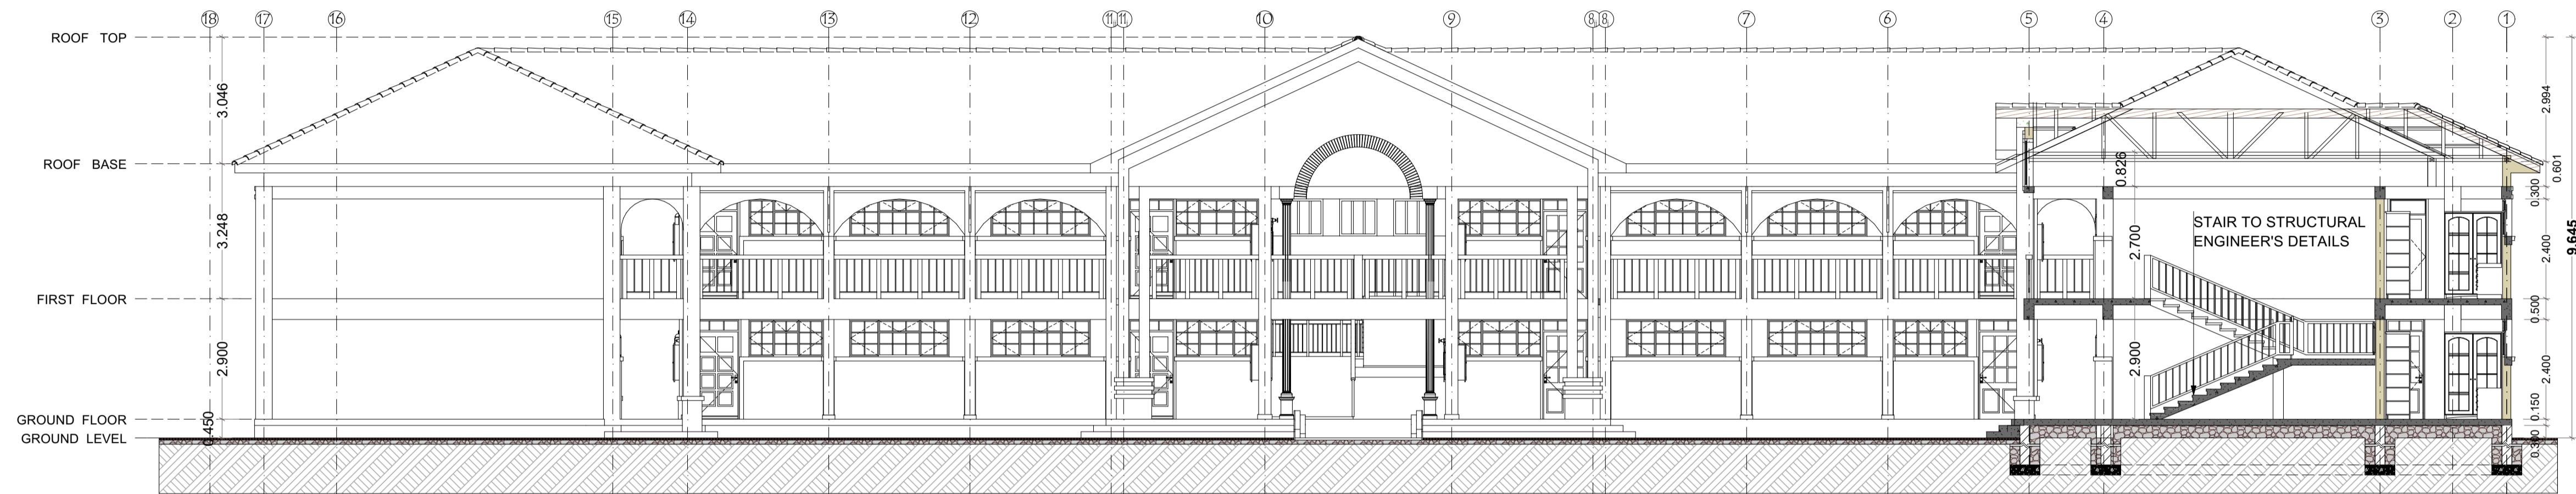 18 17 16 15 14 13 12 11 11 10 9 8 8 7 6 5 4 3 2 1
ROOF TOP
3.046
2.994
ROOF BASE
0.826
0.601
0.300
3.248
STAIR TO STRUCTURAL
ENGINEER'S DETAILS
2.700
2.400
9.645
FIRST FLOOR
0.500
2.900
2.900
2.400
GROUND FLOOR
0.450
0.150
GROUND LEVEL
0.300